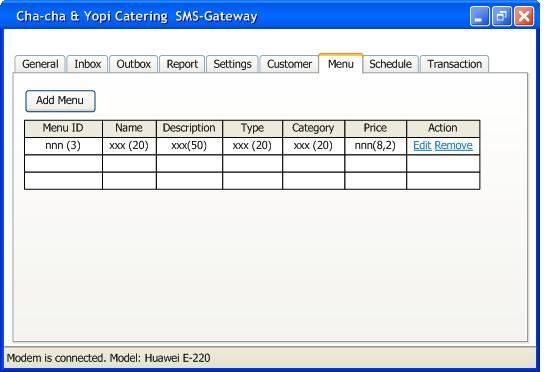 Cha-cha & Yopi Catering SMS-Gateway
General Inbox Outbox Report Settings Customer Menu Schedule Transaction
Add Menu
Menu ID Name Description Type Category Price Action
nnn (3) xxx (20) xxx(50) xxx (20) xxx (20) nnn(8,2) Edit Remove
Modem is connected. Model: Huawei E-220